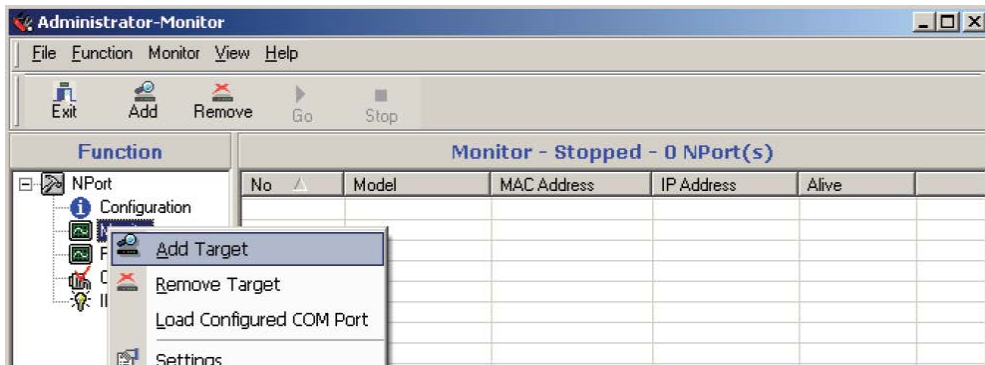 Administrator-Monitor
File Function Monitor View Help
Exit Add Remove Go Stop
Function
Monitor - Stopped - 0 NPort(s)
NPort
No Model MAC Address IP Address Alive
Configuration
Add Target
Remove Target
Load Configured COM Port
Settings